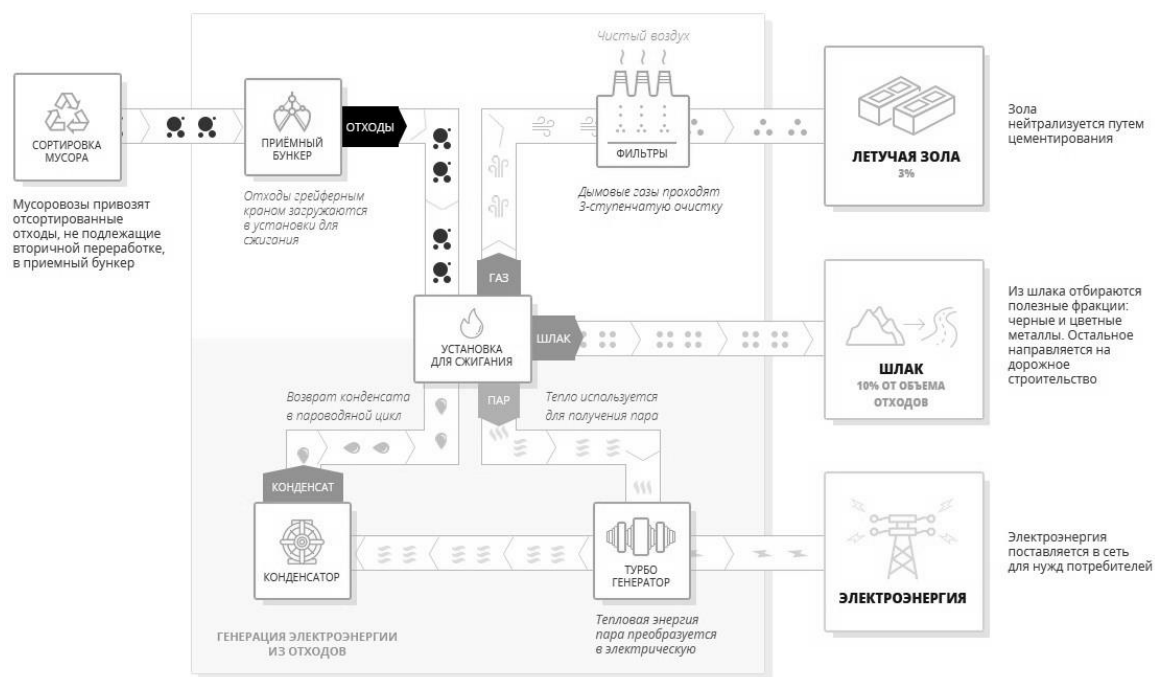 Чистый воздух
СОРТИРОВКА
МУСОРА
Мусоровозы привозят
отсортированные
отходы, не подлежащие
вторичной переработке,
в приемный бункер
ПРИЁМНЫЙ
БУНКЕР
ОТХОДЫ
Отходы грейферным
краном загружаются
в установки для
сжигания
ФИЛЬТРЫ
Дымовые газы проходят
3-ступенчатую очистку
ЛЕТУЧАЯ ЗОЛА
3%
Зола
нейтрализуется путем
цементирования
ГАЗ
УСТАНОВКА
ДЛЯ СЖИГАНИЯ
ШЛАК
ПАР
ШЛАК
10% ОТ ОБЪЕМА
ОТХОДОВ
Из шлака отбираются
полезные фракции:
черные и цветные
металлы. Остальное
направляется на
дорожное
строительство
Возврат конденсата
в пароводяной цикл
Тепло используется
для получения пара
КОНДЕНСАТ
КОНДЕНСАТОР
ТУРБО
ГЕНЕРАТОР
Тепловая энергия
пара преобразуется
в электрическую
ЭЛЕКТРОЭНЕРГИЯ
Электроэнергия
поставляется в сеть
для нужд потребителей
ГЕНЕРАЦИЯ ЭЛЕКТРОЭНЕРГИИ
ИЗ ОТХОДОВ